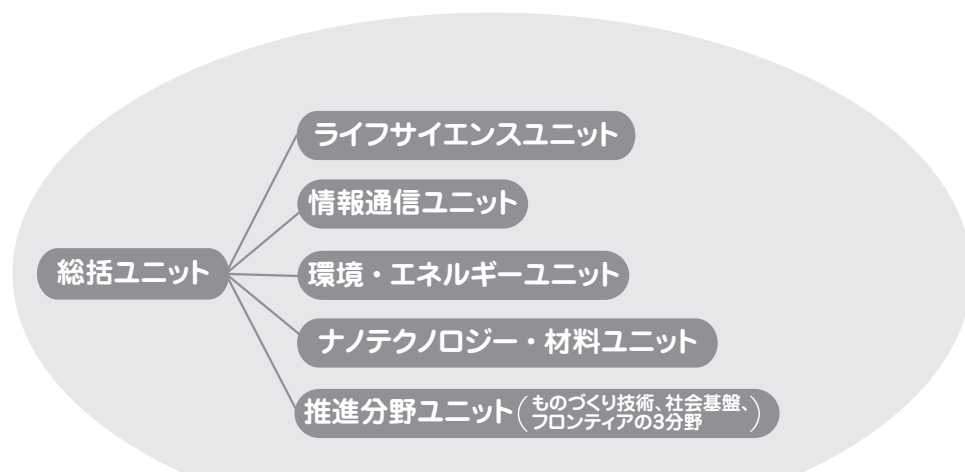 ライフサイエンスユニット
情報通信ユニット
総括ユニット
環境・エネルギーユニット
ナノテクノロジー・材料ユニット
推進分野ユニット(ものづくり技術、社会基盤、
フロンティアの3分野)